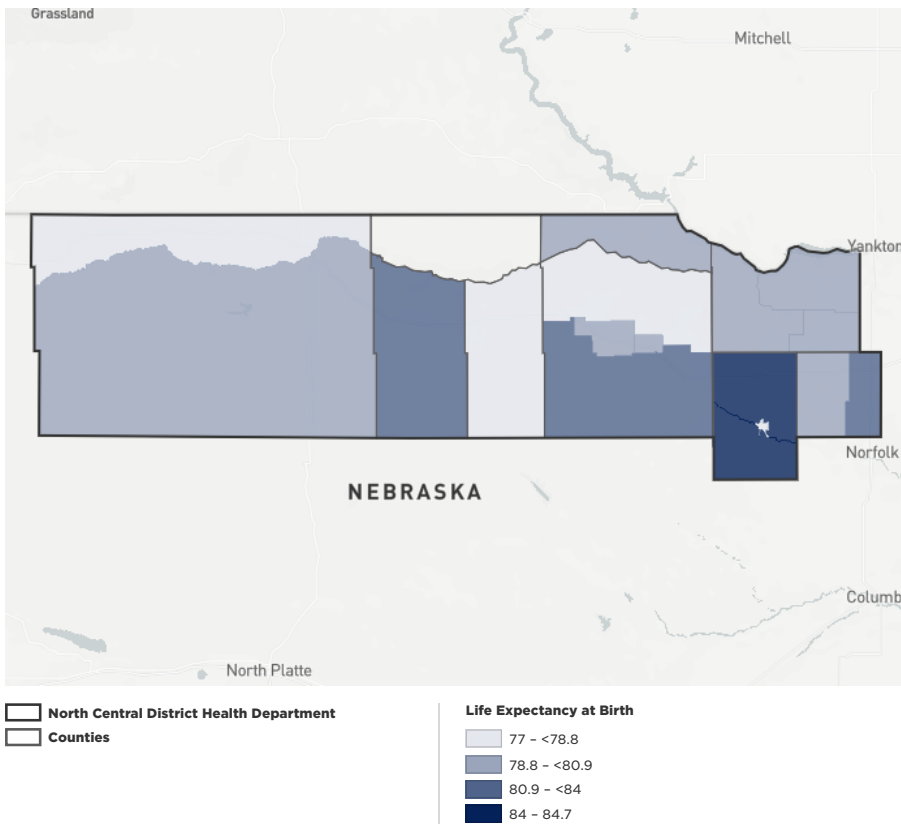 Grassland
Mitchell
Yankton
Norfolk
NEBRASKA
Columb
North Platte
North Central District Health Department
Counties
Life Expectancy at Birth
77 – <78.8
78.8 – <80.9
80.9 – <84
84 – 84.7